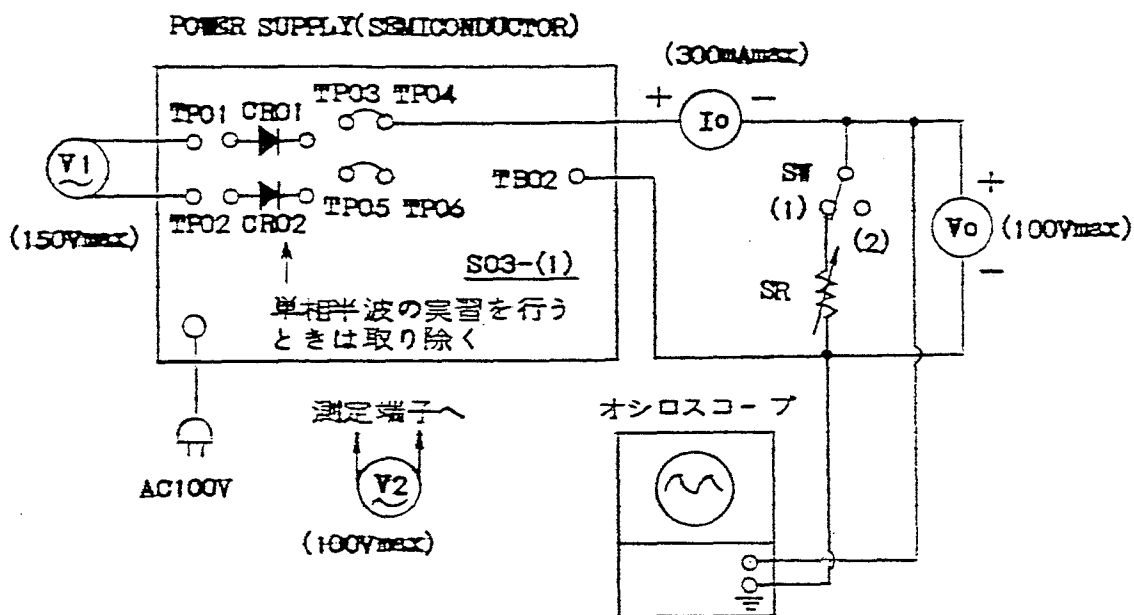 POWER SUPPLY(SEMICONDUCTOR)
(300mAmax)
TP03 TP04
TP01 CR01
+ Io −
V1
TP02 CR02
TP05 TP06
TB02
SW
(1)
(2)
+
Vo
(100Vmax)
−
(150Vmax)
S03-(1)
SR
単相半波の実習を行う
ときは取り除く
測定端子へ
オシロスコープ
AC100V
V2
(100Vmax)